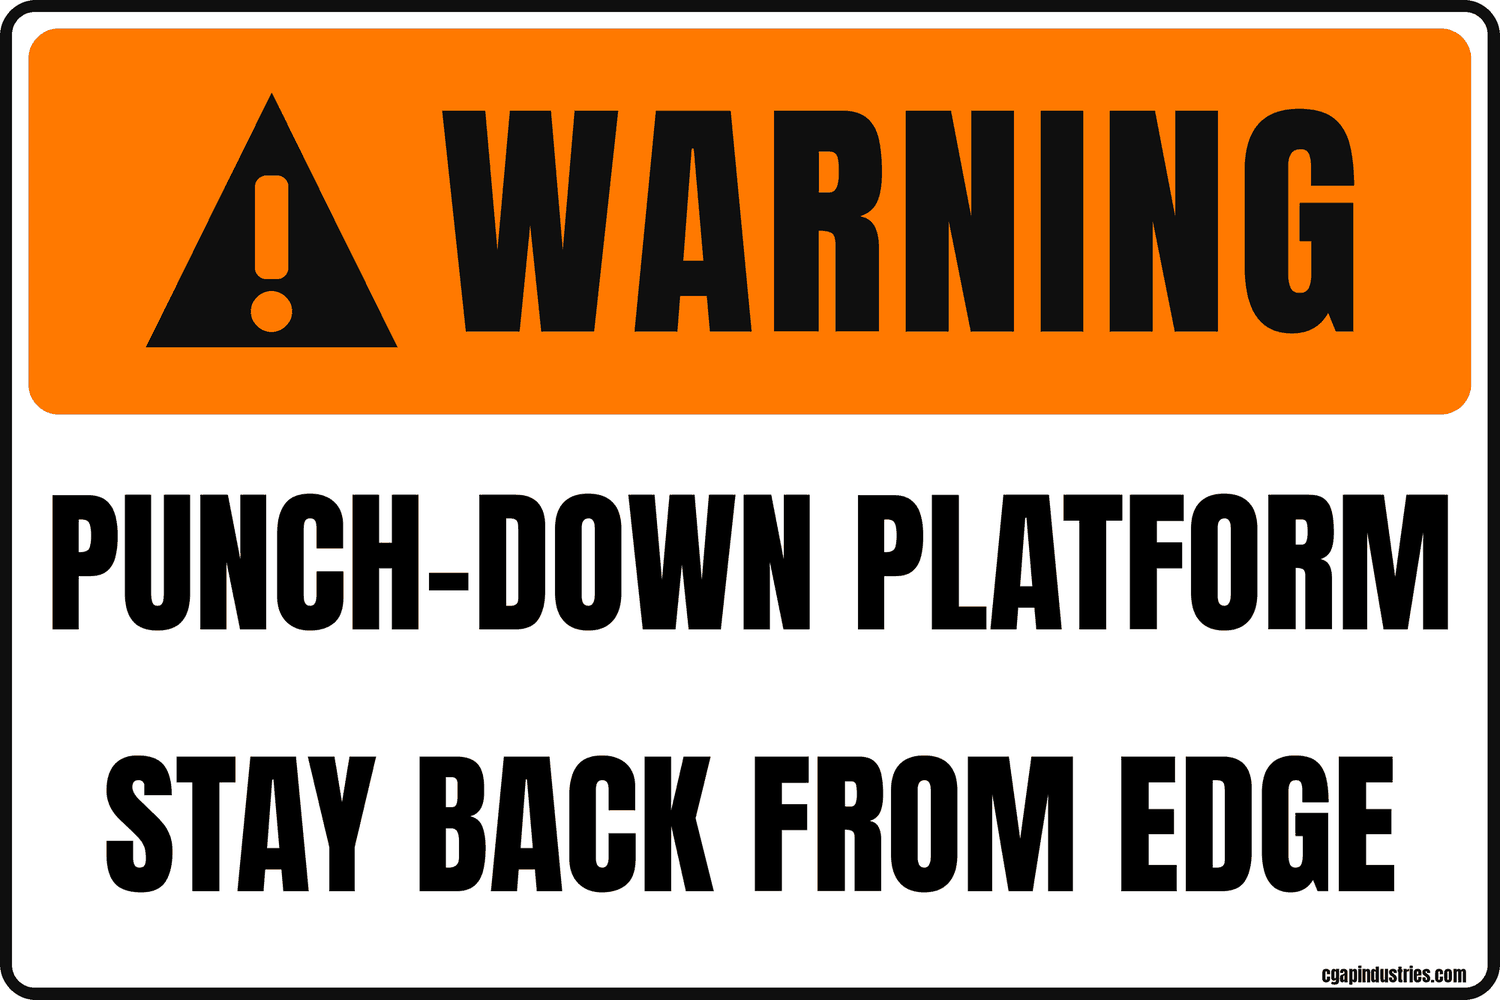 WARNING
PUNCH-DOWN PLATFORM
STAY BACK FROM EDGE
cgapindustries.com